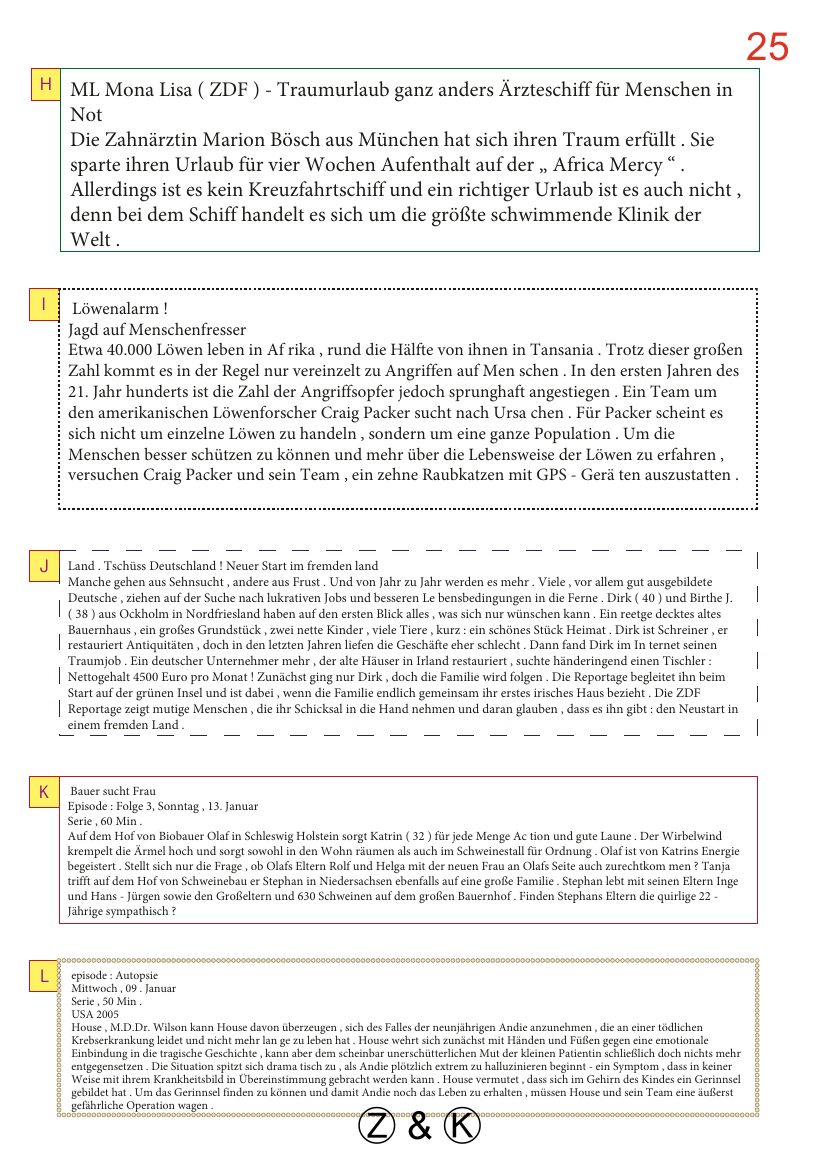 25
H
ML Mona Lisa ( ZDF ) - Traumurlaub ganz anders Ärzteschiff für Menschen in
Not
Die Zahnärztin Marion Bösch aus München hat sich ihren Traum erfüllt . Sie
sparte ihren Urlaub für vier Wochen Aufenthalt auf der „ Africa Mercy “ .
Allerdings ist es kein Kreuzfahrtschiff und ein richtiger Urlaub ist es auch nicht ,
denn bei dem Schiff handelt es sich um die größte schwimmende Klinik der
Welt .
I
Löwenalarm !
Jagd auf Menschenfresser
Etwa 40.000 Löwen leben in Af rika , rund die Hälfte von ihnen in Tansania . Trotz dieser großen
Zahl kommt es in der Regel nur vereinzelt zu Angriffen auf Men schen . In den ersten Jahren des
21. Jahr hunderts ist die Zahl der Angriffsopfer jedoch sprunghaft angestiegen . Ein Team um
den amerikanischen Löwenforscher Craig Packer sucht nach Ursa chen . Für Packer scheint es
sich nicht um einzelne Löwen zu handeln , sondern um eine ganze Population . Um die
Menschen besser schützen zu können und mehr über die Lebensweise der Löwen zu erfahren ,
versuchen Craig Packer und sein Team , ein zehne Raubkatzen mit GPS - Gerä ten auszustatten .
J
Land . Tschüss Deutschland ! Neuer Start im fremden land
Manche gehen aus Sehnsucht , andere aus Frust . Und von Jahr zu Jahr werden es mehr . Viele , vor allem gut ausgebildete
Deutsche , ziehen auf der Suche nach lukrativen Jobs und besseren Le bensbedingungen in die Ferne . Dirk ( 40 ) und Birthe J.
( 38 ) aus Ockholm in Nordfriesland haben auf den ersten Blick alles , was sich nur wünschen kann . Ein reetge decktes altes
Bauernhaus , ein großes Grundstück , zwei nette Kinder , viele Tiere , kurz : ein schönes Stück Heimat . Dirk ist Schreiner , er
restauriert Antiquitäten , doch in den letzten Jahren liefen die Geschäfte eher schlecht . Dann fand Dirk im In ternet seinen
Traumjob . Ein deutscher Unternehmer mehr , der alte Häuser in Irland restauriert , suchte händeringend einen Tischler :
Nettogehalt 4500 Euro pro Monat ! Zunächst ging nur Dirk , doch die Familie wird folgen . Die Reportage begleitet ihn beim
Start auf der grünen Insel und ist dabei , wenn die Familie endlich gemeinsam ihr erstes irisches Haus bezieht . Die ZDF
Reportage zeigt mutige Menschen , die ihr Schicksal in die Hand nehmen und daran glauben , dass es ihn gibt : den Neustart in
einem fremden Land .
K
Bauer sucht Frau
Episode : Folge 3, Sonntag , 13. Januar
Serie , 60 Min .
Auf dem Hof von Biobauer Olaf in Schleswig Holstein sorgt Katrin ( 32 ) für jede Menge Ac tion und gute Laune . Der Wirbelwind
krempelt die Ärmel hoch und sorgt sowohl in den Wohn räumen als auch im Schweinestall für Ordnung . Olaf ist von Katrins Energie
begeistert . Stellt sich nur die Frage , ob Olafs Eltern Rolf und Helga mit der neuen Frau an Olafs Seite auch zurechtkom men ? Tanja
trifft auf dem Hof von Schweinebau er Stephan in Niedersachsen ebenfalls auf eine große Familie . Stephan lebt mit seinen Eltern Inge
und Hans - Jürgen sowie den Großeltern und 630 Schweinen auf dem großen Bauernhof . Finden Stephans Eltern die quirlige 22 -
Jährige sympathisch ?
L
episode : Autopsie
Mittwoch , 09 . Januar
Serie , 50 Min .
USA 2005
House , M.D.Dr. Wilson kann House davon überzeugen , sich des Falles der neunjährigen Andie anzunehmen , die an einer tödlichen
Krebserkrankung leidet und nicht mehr lan ge zu leben hat . House wehrt sich zunächst mit Händen und Füßen gegen eine emotionale
Einbindung in die tragische Geschichte , kann aber dem scheinbar unerschütterlichen Mut der kleinen Patientin schließlich doch nichts mehr
entgegensetzen . Die Situation spitzt sich drama tisch zu , als Andie plötzlich extrem zu halluzinieren beginnt - ein Symptom , dass in keiner
Weise mit ihrem Krankheitsbild in Übereinstimmung gebracht werden kann . House vermutet , dass sich im Gehirn des Kindes ein Gerinnsel
gebildet hat . Um das Gerinnsel finden zu können und damit Andie noch das Leben zu erhalten , müssen House und sein Team eine äußerst
gefährliche Operation wagen .
Z & K